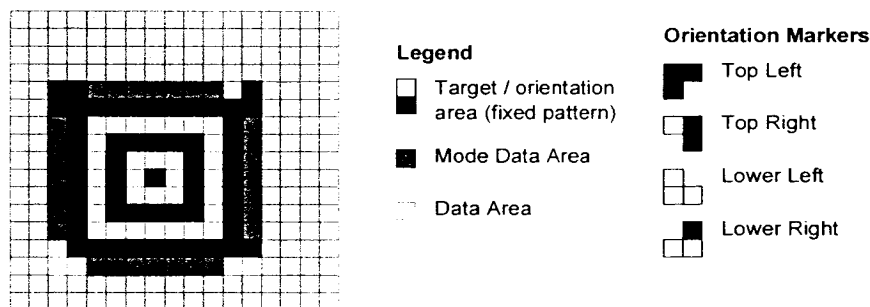 Legend
Target / orientation
area (fixed pattern)
Mode Data Area
Data Area
Orientation Markers
Top Left
Top Right
Lower Left
Lower Right